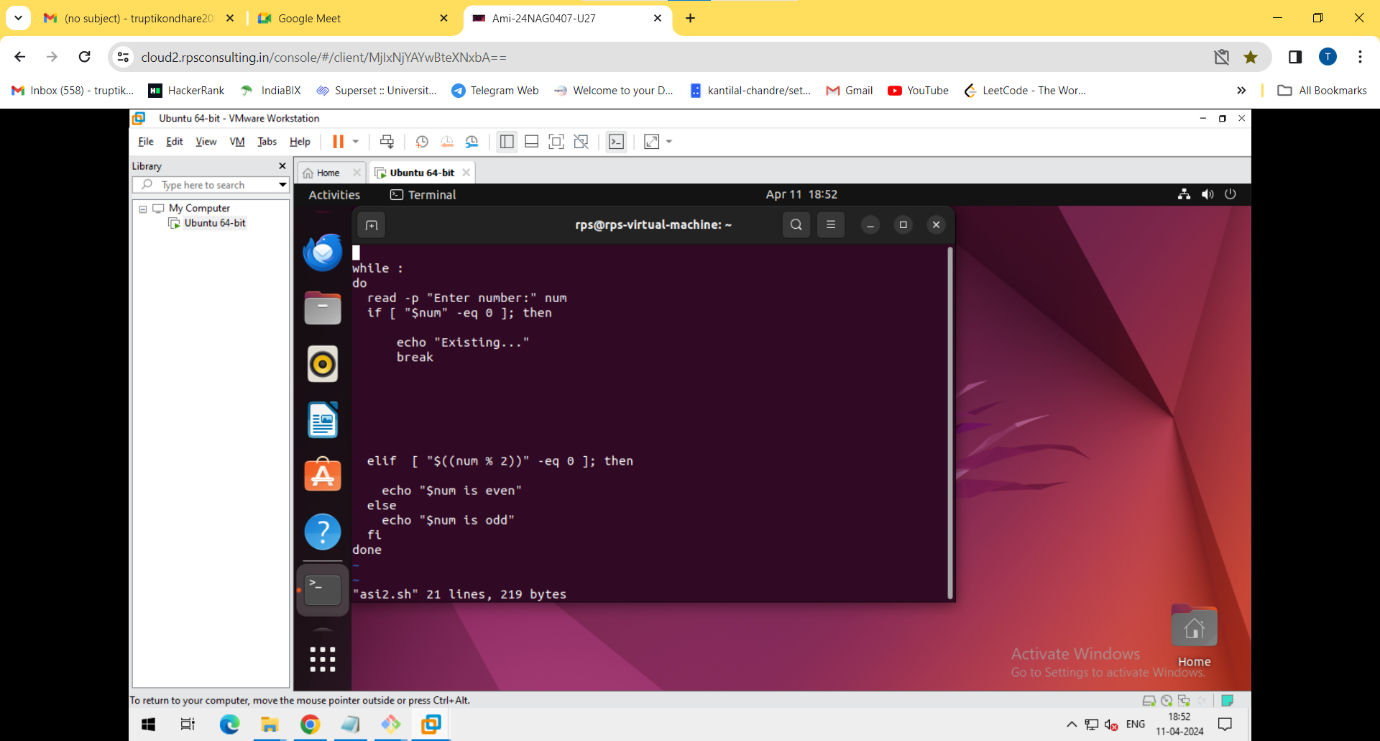 (no subject) - truptikondhare20
Google Meet
Ami-24NAG0407-U27
cloud2.rpsconsulting.in/console/#/client/MjIxNjYAYwBteXNxbA==
T
Inbox (558) - truptik...
HackerRank
IndiaBIX
Superset :: Universit...
Telegram Web
Welcome to your D...
kantilal-chandre/set...
Gmail
YouTube
LeetCode - The Wor...
All Bookmarks
Ubuntu 64-bit - VMware Workstation
File Edit View VM Tabs Help
Library
Type here to search
My Computer
Ubuntu 64-bit
Home
Ubuntu 64-bit
Activities
Terminal
Apr 11 18:52
rps@rps-virtual-machine: ~
while :
do
read -p "Enter number:" num
if [ "$num" -eq 0 ]; then
echo "Existing..."
break
elif [ "$((num % 2))" -eq 0 ]; then
echo "$num is even"
else
echo "$num is odd"
fi
done
~
~
"asi2.sh" 21 lines, 219 bytes
Home
Activate Windows
Go to Settings to activate Windows.
To return to your computer, move the mouse pointer outside or press Ctrl+Alt.
ENG
18:52
11-04-2024